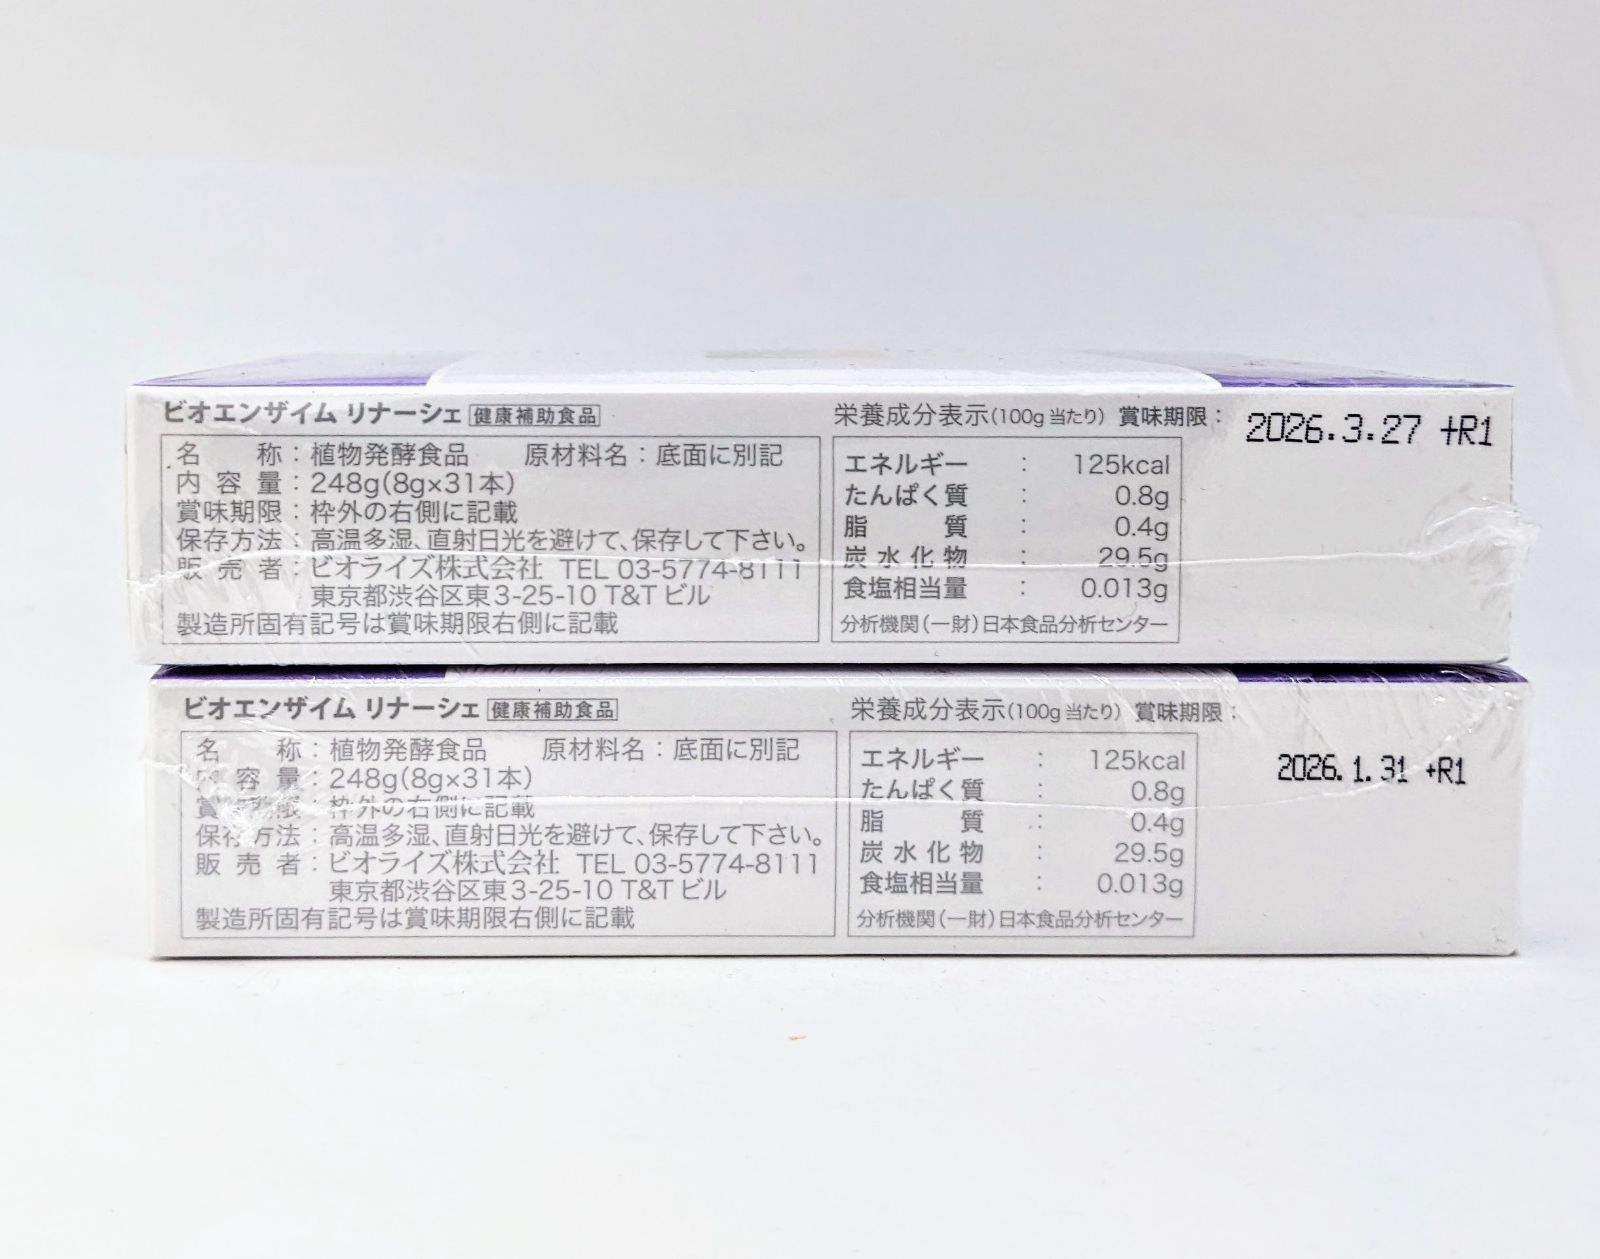 ビオエンザイム リナーシェ 健康補助食品
名称：植物発酵食品 原材料名：底面に別記
内容量：248g(8g×31本)
賞味期限：枠外の右側に記載
保存方法：高温多湿、直射日光を避けて、保存して下さい。
販売者：ビオライズ株式会社 TEL 03-5774-8111
東京都渋谷区東3-25-10 T&Tビル
製造所固有記号は賞味期限右側に記載
栄養成分表示(100g当たり) 賞味期限： 2026.3.27 +R1
エネルギー ： 125kcal
たんぱく質 ： 0.8g
脂質 ： 0.4g
炭水化物 ： 29.5g
食塩相当量 ： 0.013g
分析機関(一財)日本食品分析センター
ビオエンザイム リナーシェ 健康補助食品
名称：植物発酵食品 原材料名：底面に別記
内容量：248g(8g×31本)
賞味期限：枠外の右側に記載
保存方法：高温多湿、直射日光を避けて、保存して下さい。
販売者：ビオライズ株式会社 TEL 03-5774-8111
東京都渋谷区東3-25-10 T&Tビル
製造所固有記号は賞味期限右側に記載
栄養成分表示(100g当たり) 賞味期限：
2026.1.31 +R1
エネルギー ： 125kcal
たんぱく質 ： 0.8g
脂質 ： 0.4g
炭水化物 ： 29.5g
食塩相当量 ： 0.013g
分析機関(一財)日本食品分析センター